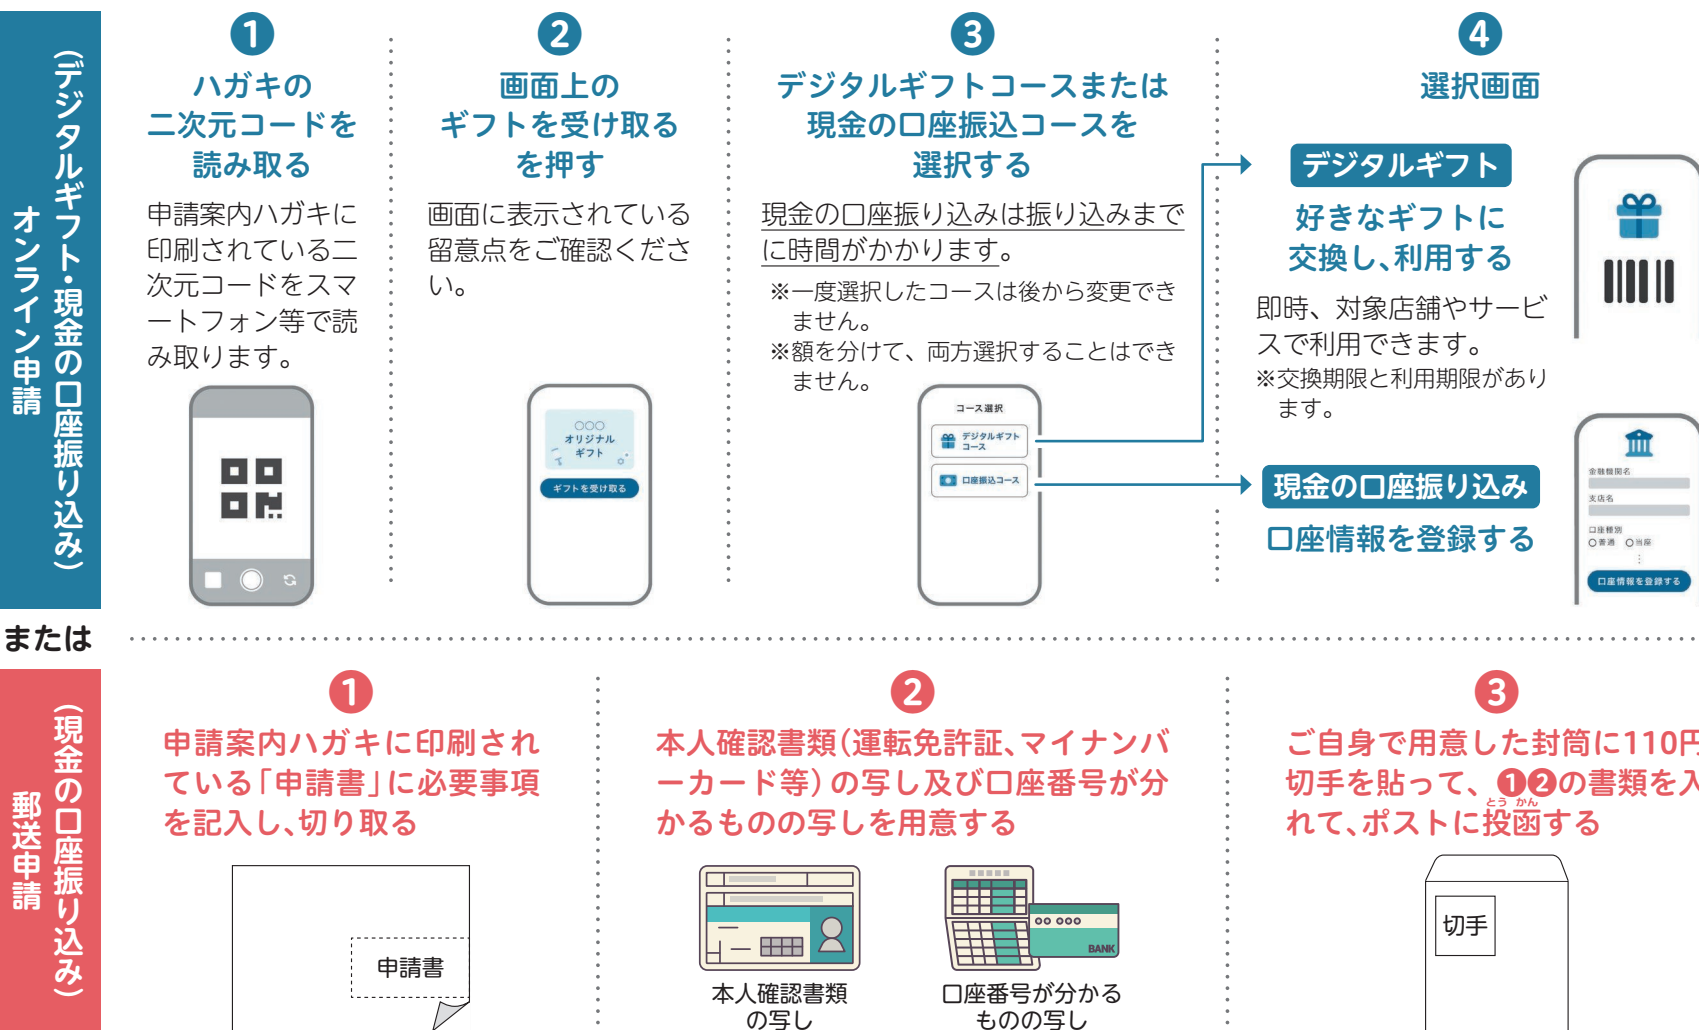 オンライン申請
（デジタルギフト・現金の口座振り込み）
❶
ハガキの
二次元コードを
読み取る
申請案内ハガキに
印刷されている二
次元コードをスマ
ートフォン等で読
み取ります。
❷
画面上の
ギフトを受け取る
を押す
画面に表示されている
留意点をご確認くださ
い。
○○○
オリジナル
ギフト
ギフトを受け取る
❸
デジタルギフトコースまたは
現金の口座振込コースを
選択する
現金の口座振り込みは振り込みまで
に時間がかかります。
※一度選択したコースは後から変更でき
ません。
※額を分けて、両方選択することはでき
ません。
コース選択
デジタルギフト
コース
口座振込コース
❹
選択画面
デジタルギフト
好きなギフトに
交換し、利用する
即時、対象店舗やサービ
スで利用できます。
※交換期限と利用期限があり
ます。
現金の口座振り込み
口座情報を登録する
金融機関名
支店名
口座種別
○普通 ○当座
口座情報を登録する
または
郵送申請
（現金の口座振り込み）
❶
申請案内ハガキに印刷され
ている「申請書」に必要事項
を記入し、切り取る
申請書
❷
本人確認書類（運転免許証、マイナンバ
ーカード等）の写し及び口座番号が分
かるものの写しを用意する
本人確認書類
の写し
BANK
口座番号が分かる
ものの写し
❸
ご自身で用意した封筒に110円
切手を貼って、❶❷の書類を入
とうかん
れて、ポストに投函する
切手